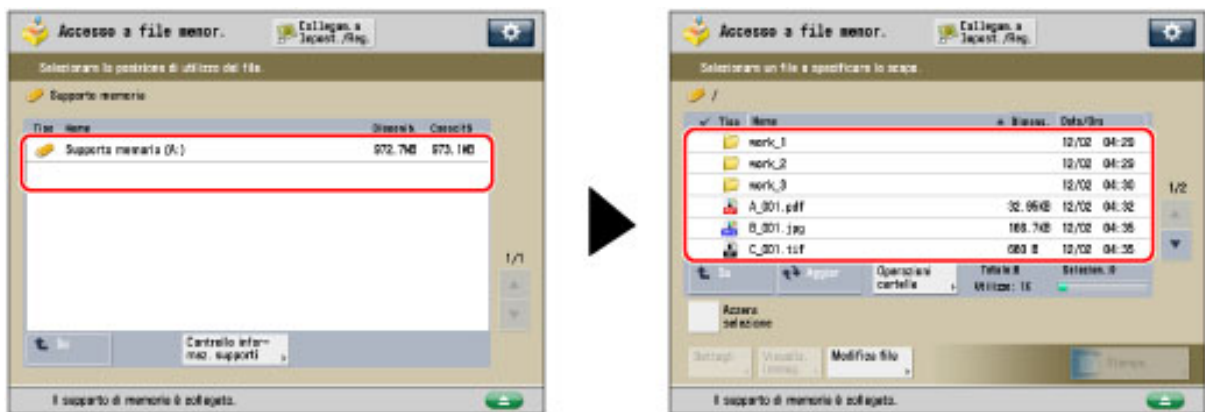 Accesso a file memor.
Collegam. a
Impost./Reg.
Selezionare la posizione di utilizzo del file.
Supporto memoria
Tipo Nome Disponib. Capacità
Supporto memoria (A:) 972.7MB 973.1MB
1/1
Su
Controllo infor-
maz. supporti
Il supporto di memoria è collegato.
Accesso a file memor.
Collegam. a
Impost./Reg.
Selezionare un file e specificare lo scopo.
/
Tipo Nome Dimens. Data/Ora
work_1 12/02 04:29
work_2 12/02 04:29
work_3 12/02 04:30
A_001.pdf 32.95KB 12/02 04:32
B_001.jpg 12/02 04:35
C_001.tif 12/02 04:35
1/2
Su
Aggior
Operazioni
cartella
Totale:
Utilizzo: 1%
Selezion.:0
Azzera
selezione
Dettagli
Visualiz.
immag.
Modifica file
Stampa
Il supporto di memoria è collegato.